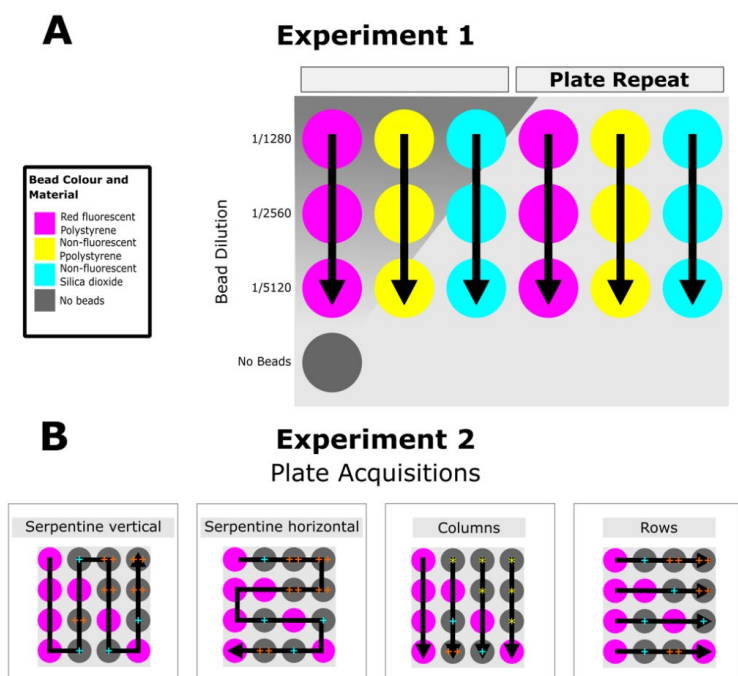 A
Experiment 1
Plate Repeat
Bead Colour and
Material
Red fluorescent
Polystyrene
Non-fluorescent
Ppolystyrene
Non-fluorescent
Silica dioxide
No beads
Bead Dilution
1/1280
1/2560
1/5120
No Beads
B
Experiment 2
Plate Acquisitions
Serpentine vertical
Serpentine horizontal
Columns
Rows